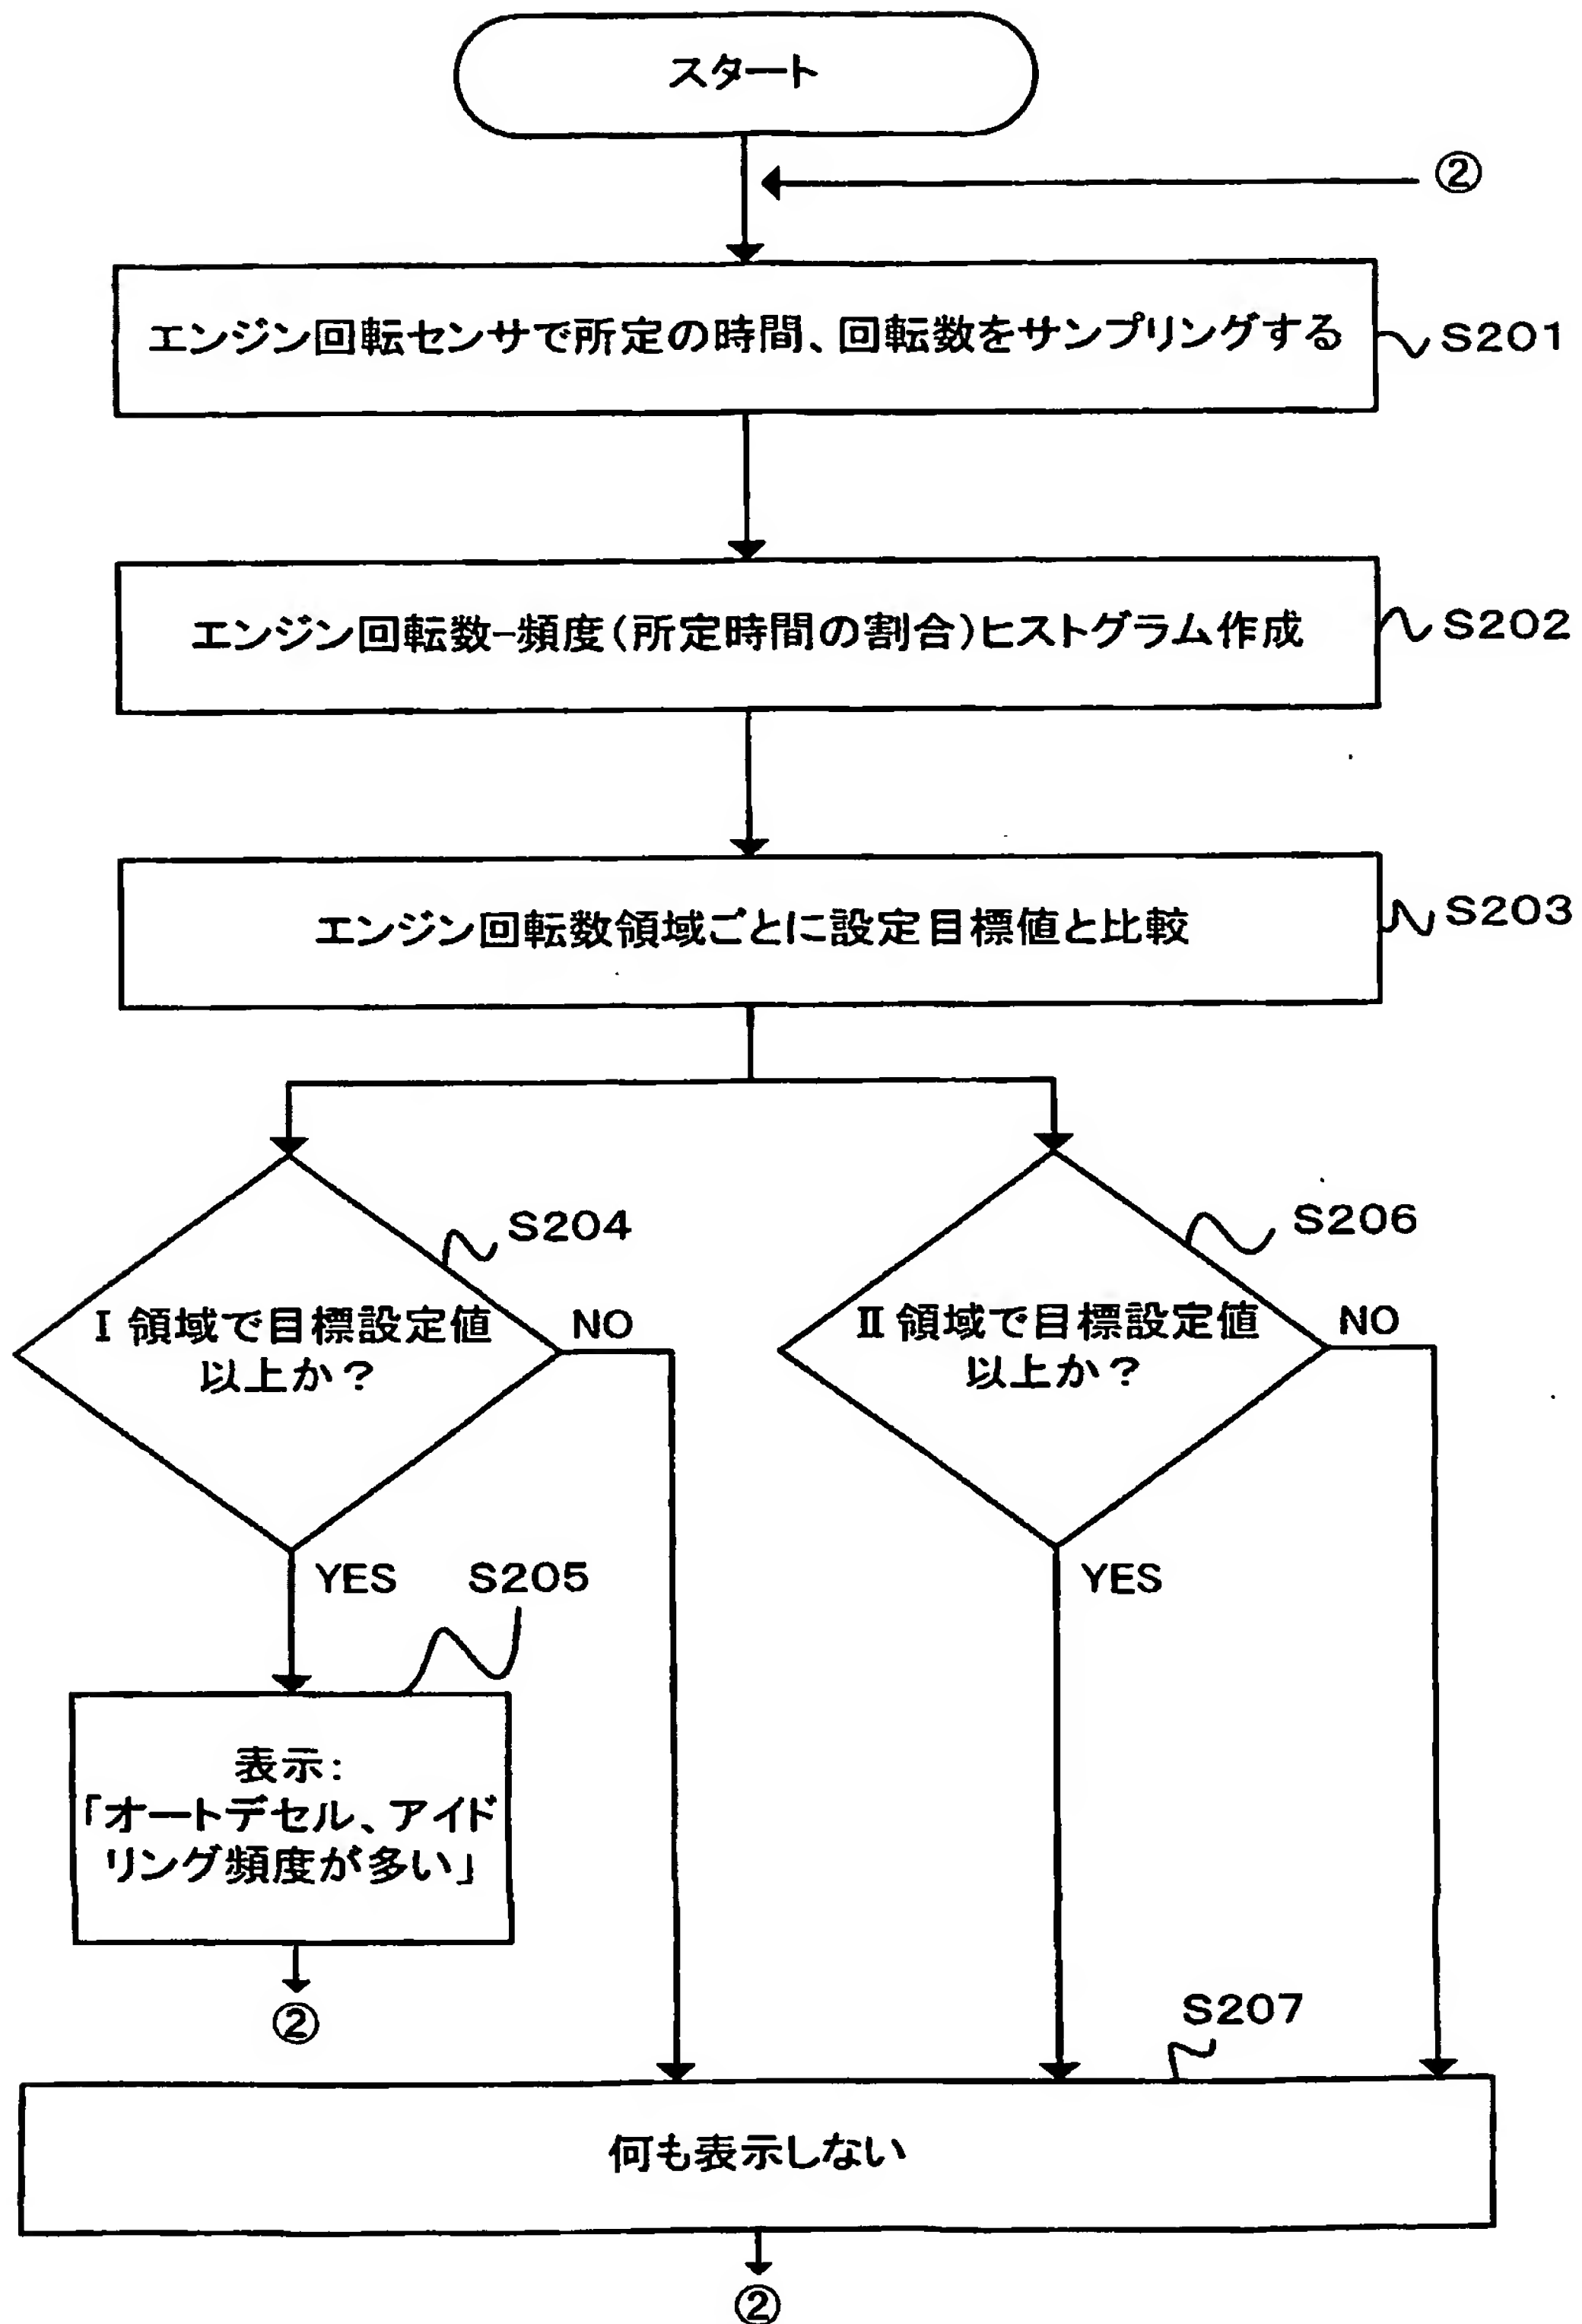 スタート
②
エンジン回転センサで所定の時間、回転数をサンプリングする
S201
エンジン回転数-頻度(所定時間の割合)ヒストグラム作成
S202
エンジン回転数領域ごとに設定目標値と比較
S203
S204
I 領域で目標設定値
以上か?
NO
YES
S206
II 領域で目標設定値
以上か?
NO
YES
S205
表示:
「オートデセル、アイド
リング頻度が多い」
②
S207
何も表示しない
②